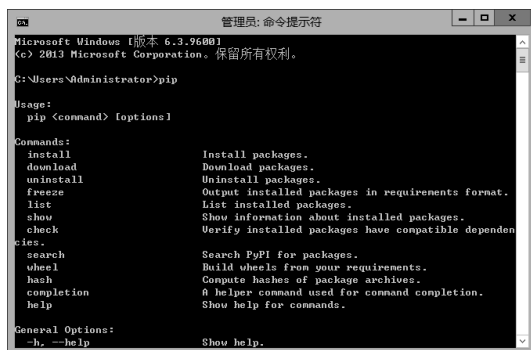 管理员: 命令提示符
Microsoft Windows [版本 6.3.9600]
(c) 2013 Microsoft Corporation。保留所有权利。
C:\Users\Administrator>pip
Usage:
pip <command> [options]
Commands:
install Install packages.
download Download packages.
uninstall Uninstall packages.
freeze Output installed packages in requirements format.
list List installed packages.
show Show information about installed packages.
check Verify installed packages have compatible dependen
cies.
search Search PyPI for packages.
wheel Build wheels from your requirements.
hash Compute hashes of package archives.
completion A helper command used for command completion.
help Show help for commands.
General Options:
-h, --help Show help.